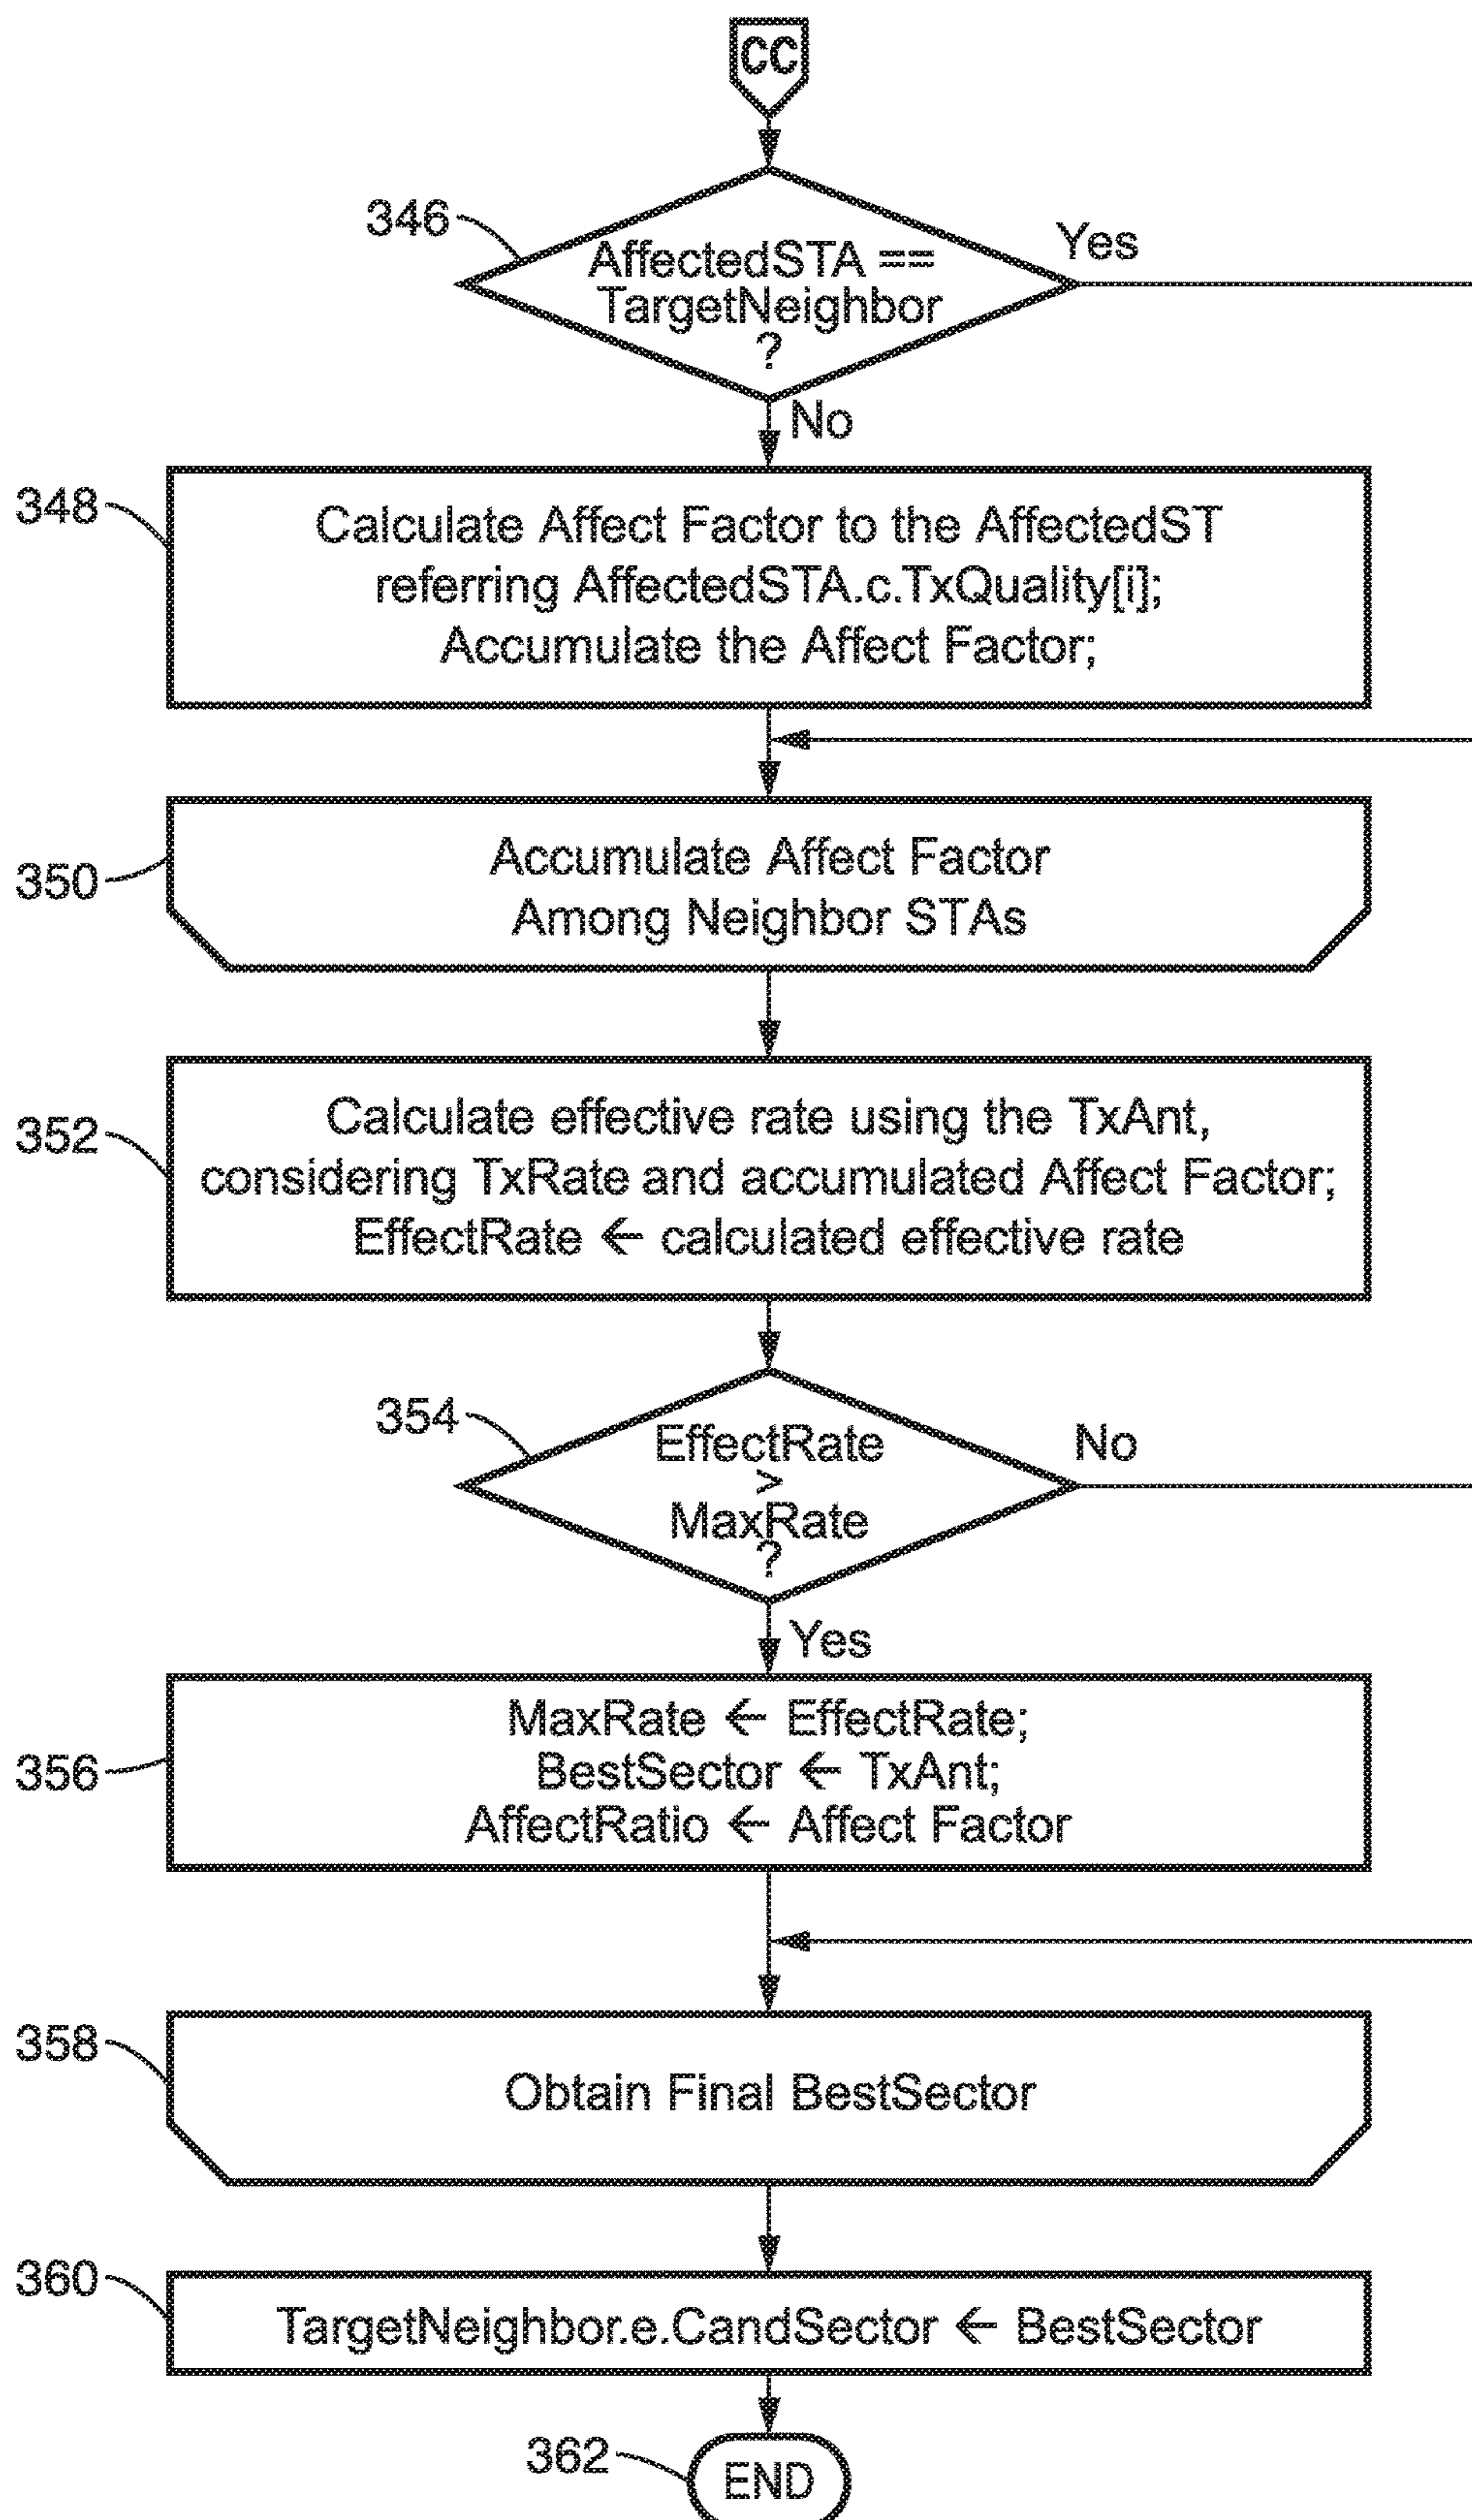 CC
346
AffectedSTA ==
TargetNeighbor
?
Yes
No
348
Calculate Affect Factor to the AffectedST
referring AffectedSTA.c.TxQuality[i];
Accumulate the Affect Factor;
350
Accumulate Affect Factor
Among Neighbor STAs
352
Calculate effective rate using the TxAnt,
considering TxRate and accumulated Affect Factor;
EffectRate ← calculated effective rate
354
EffectRate
>
MaxRate
?
No
Yes
356
MaxRate ← EffectRate;
BestSector ← TxAnt;
AffectRatio ← Affect Factor
358
Obtain Final BestSector
360
TargetNeighbor.e.CandSector ← BestSector
362
END